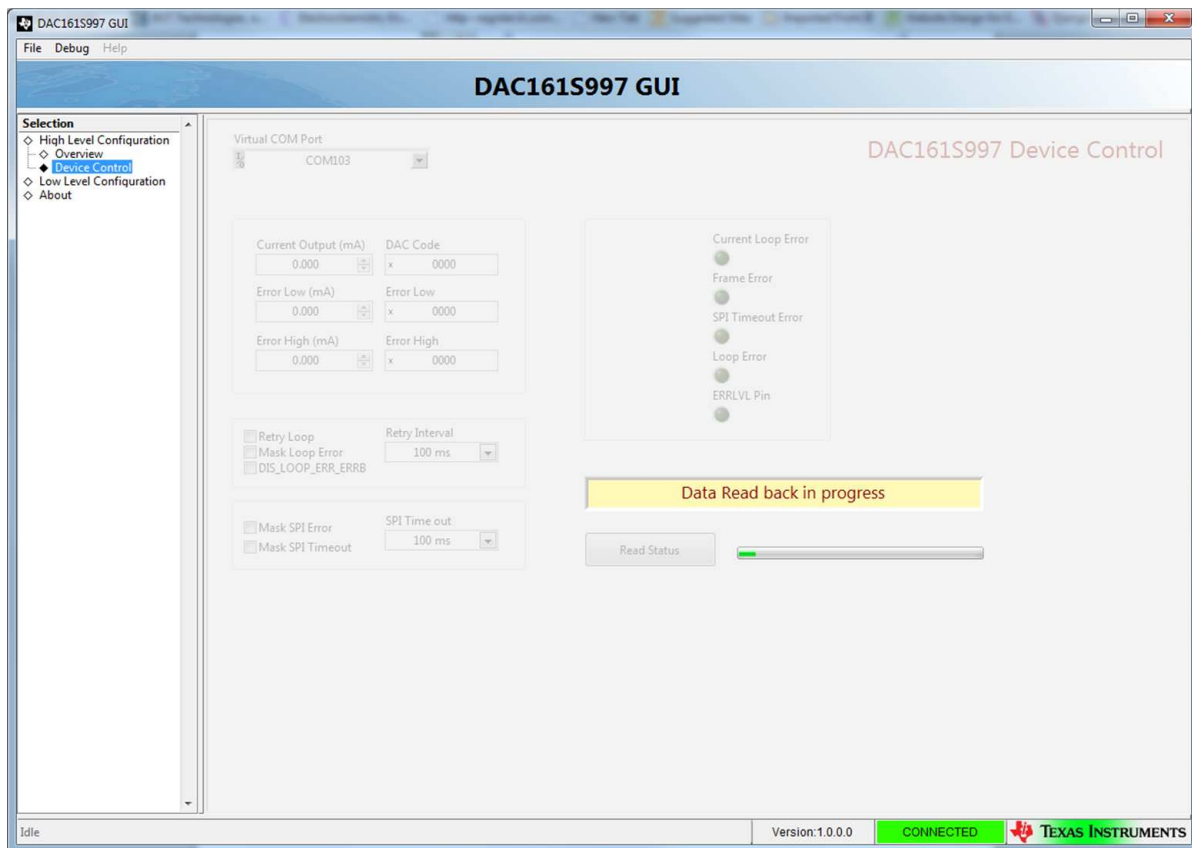 DAC161S997 GUI
File Debug Help
DAC161S997 GUI
Selection
High Level Configuration
Overview
Device Control
Low Level Configuration
About
Virtual COM Port
COM103
DAC161S997 Device Control
Current Output (mA) DAC Code
0.000 x 0000
Error Low (mA) Error Low
0.000 x 0000
Error High (mA) Error High
0.000 x 0000
Current Loop Error
Frame Error
SPI Timeout Error
Loop Error
ERRLVL Pin
Retry Loop
Mask Loop Error
DIS_LOOP_ERR_ERRB
Retry Interval
100 ms
Mask SPI Error
Mask SPI Timeout
SPI Time out
100 ms
Data Read back in progress
Read Status
Idle
Version:1.0.0.0
CONNECTED
TEXAS INSTRUMENTS